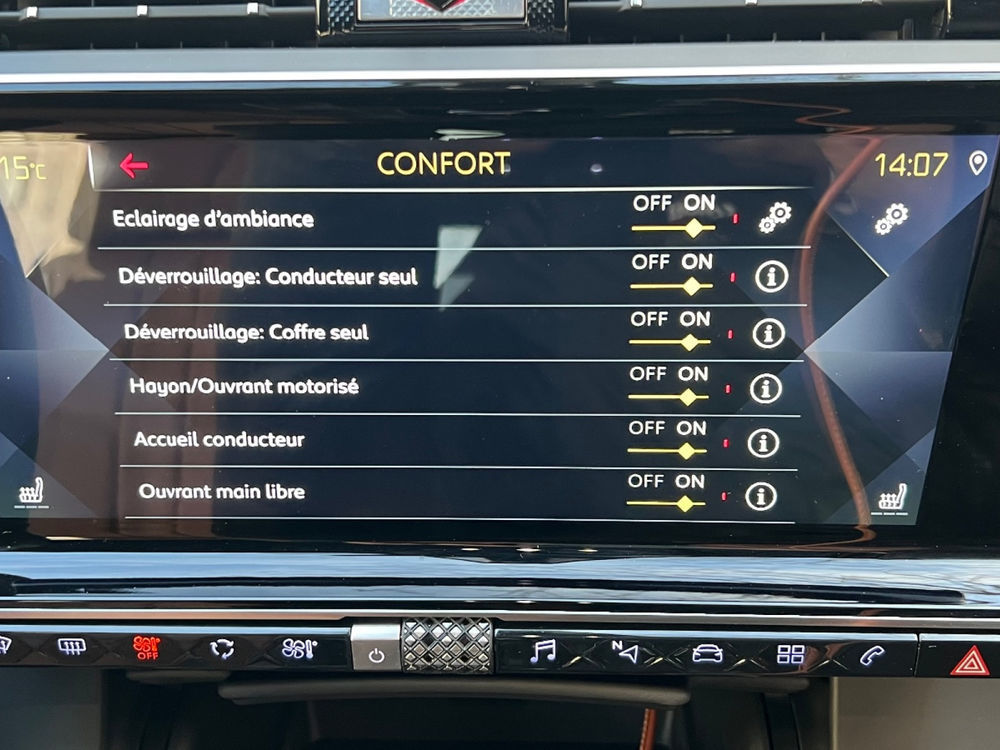 15°C
CONFORT
14:07
Eclairage d'ambiance OFF ON
Déverrouillage: Conducteur seul OFF ON
Déverrouillage: Coffre seul OFF ON
Hayon/Ouvrant motorisé OFF ON
Accueil conducteur OFF ON
Ouvrant main libre OFF ON
OFF
N